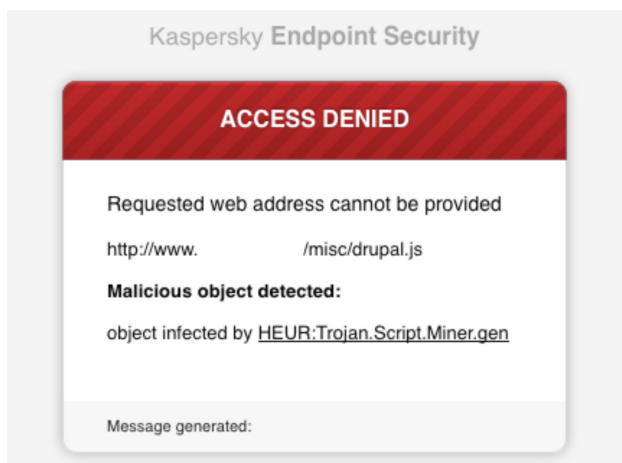 Kaspersky Endpoint Security
ACCESS DENIED
Requested web address cannot be provided
http://www. /misc/drupal.js
Malicious object detected:
object infected by HEUR:Trojan.Script.Miner.gen
Message generated: